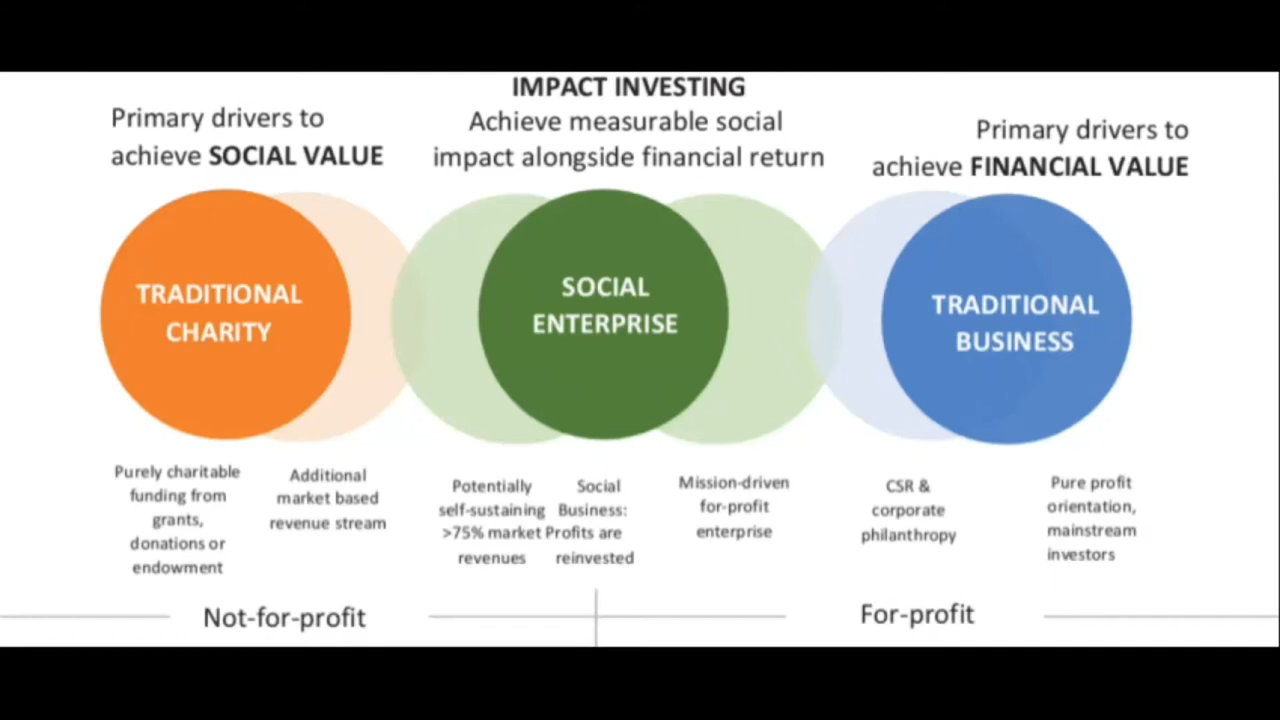 Primary drivers to
achieve SOCIAL VALUE
IMPACT INVESTING
Achieve measurable social
impact alongside financial return
Primary drivers to
achieve FINANCIAL VALUE
TRADITIONAL
CHARITY
SOCIAL
ENTERPRISE
TRADITIONAL
BUSINESS
Purely charitable
funding from
grants,
donations or
endowment
Additional
market based
revenue stream
Potentially
self-sustaining
>75% market
revenues
Social
Business:
Profits are
reinvested
Mission-driven
for-profit
enterprise
CSR &
corporate
philanthropy
Pure profit
orientation,
mainstream
investors
Not-for-profit
For-profit